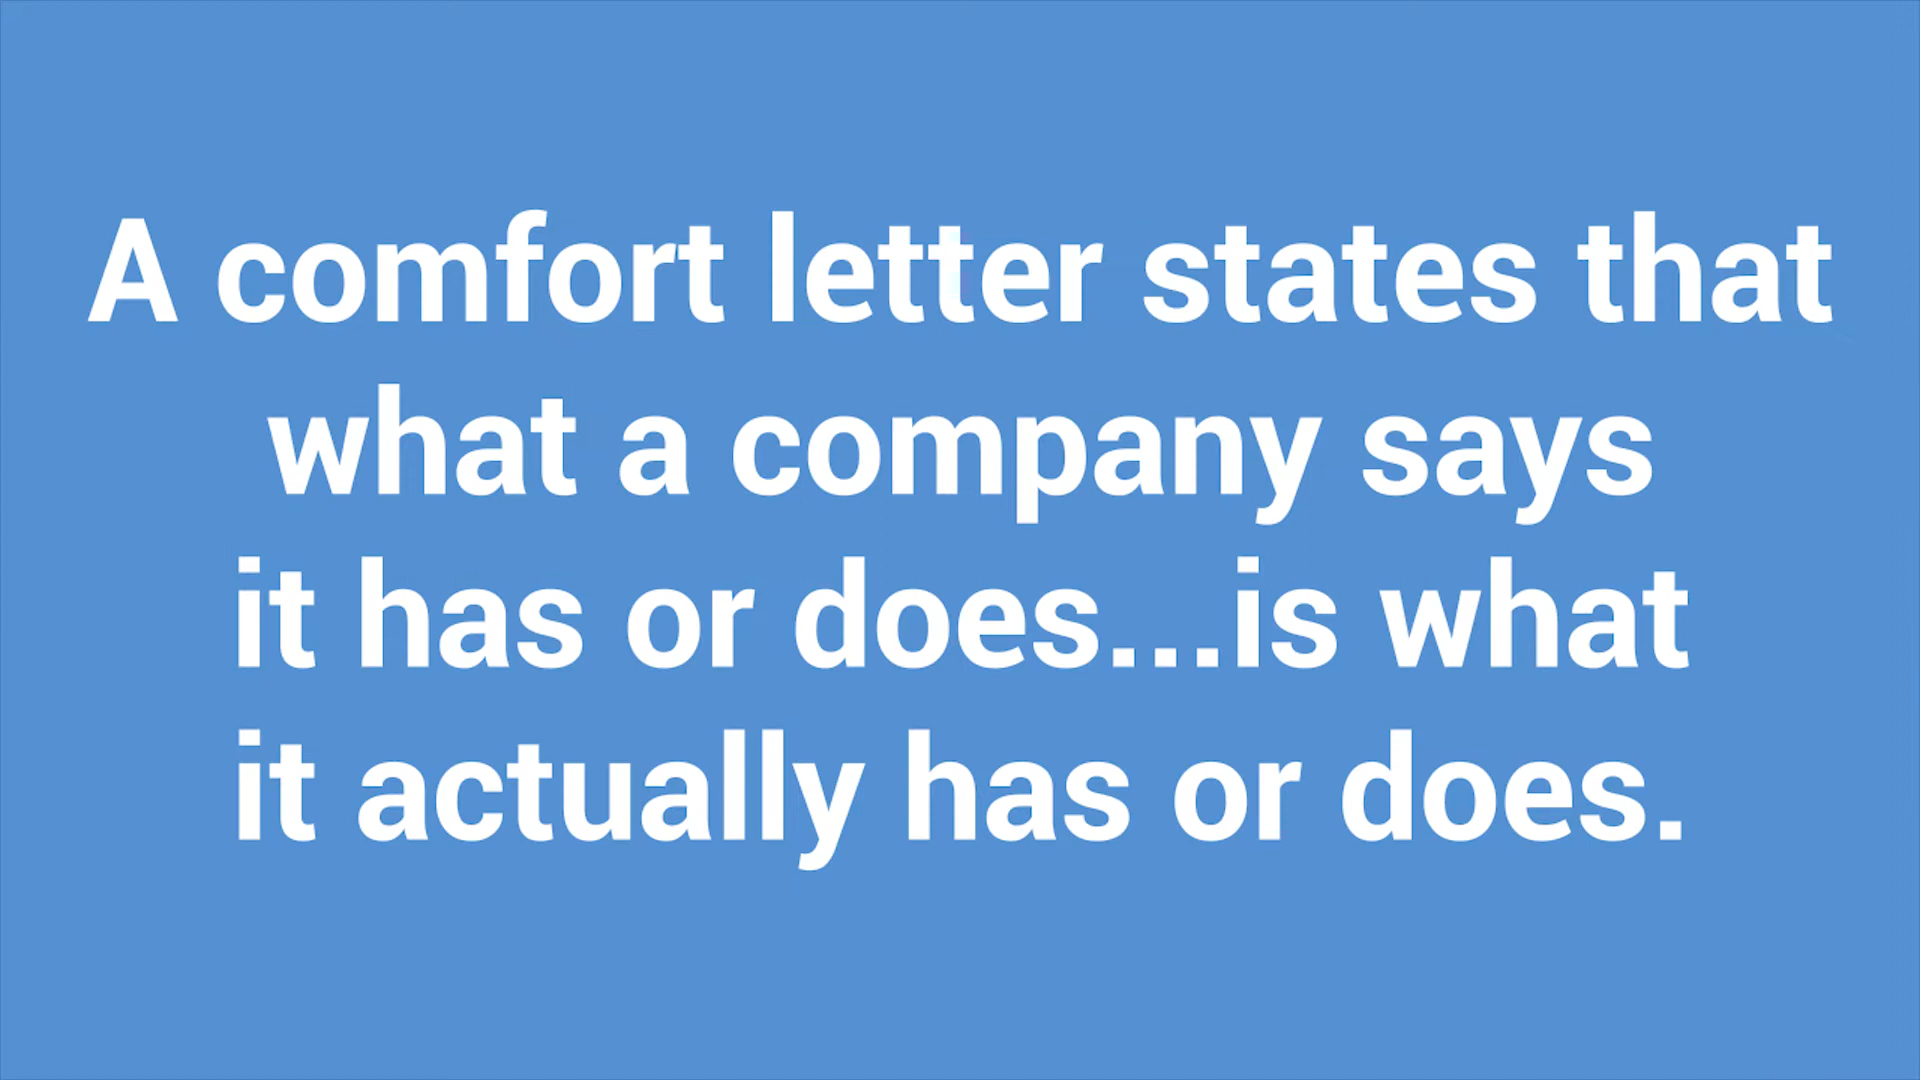 A comfort letter states that
what a company says
it has or does...is what
it actually has or does.